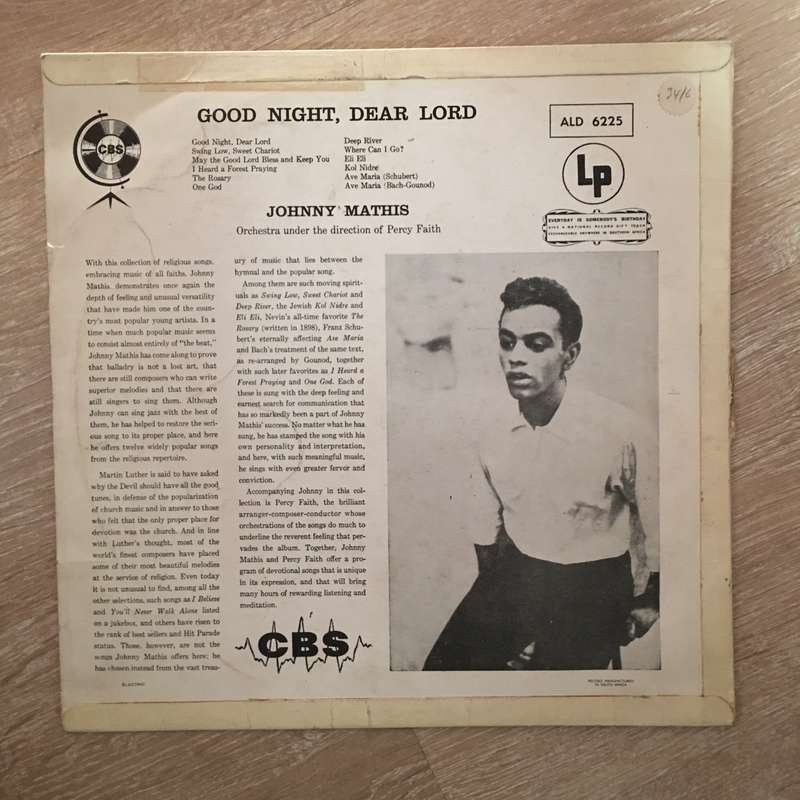 34/6
GOOD NIGHT, DEAR LORD
ALD 6225
CBS
Good Night, Dear Lord
Swing Low, Sweet Chariot
May the Good Lord Bless and Keep You
I Heard a Forest Praying
The Rosary
One God
Deep River
Where Can I Go?
Eli Eli
Kol Nidre
Ave Maria (Schubert)
Ave Maria (Bach-Gounod)
Lp
JOHNNY MATHIS
Orchestra under the direction of Percy Faith
EVERYDAY IS SOMEBODY'S BIRTHDAY
GIVE A NATIONAL RECORD GIFT TOKEN
EXCHANGEABLE ANYWHERE IN SOUTHERN AFRICA
With this collection of religious songs,
embracing music of all faiths, Johnny
Mathis demonstrates once again the
depth of feeling and unusual versatility
that have made him one of the coun-
try's most popular young artists. In a
time when much popular music seems
to consist almost entirely of "the beat,"
Johnny Mathis has come along to prove
that balladry is not a lost art, that
there are still composers who can write
superior melodies and that there are
still singers to sing them. Although
Johnny can sing jazz with the best of
them, he has helped to restore the seri-
ous song to its proper place, and here
he offers twelve widely popular songs
from the religious repertoire.
Martin Luther is said to have asked
why the Devil should have all the good
tunes, in defense of the popularization
of church music and in answer to those
who felt that the only proper place for
devotion was the church. And in line
with Luther's thought, most of the
world's finest composers have placed
some of their most beautiful melodies
at the service of religion. Even today
it is not unusual to find, among all the
other selections, such songs as I Believe
and You'll Never Walk Alone listed
on a jukebox, and others have risen to
the rank of best sellers and Hit Parade
status. Those, however, are not the
songs Johnny Mathis offers here; he
has chosen instead from the vast treas-
ury of music that lies between the
hymnal and the popular song.
Among them are such moving spirit-
uals as Swing Low, Sweet Chariot and
Deep River, the Jewish Kol Nidre and
Eli Eli, Nevin's all-time favorite The
Rosary (written in 1898), Franz Schu-
bert's eternally affecting Ave Maria
and Bach's treatment of the same text,
as re-arranged by Gounod, together
with such later favorites as I Heard a
Forest Praying and One God. Each of
these is sung with the deep feeling and
earnest search for communication that
has so markedly been a part of Johnny
Mathis' success. No matter what he has
sung, he has stamped the song with his
own personality and interpretation,
and here, with such meaningful music,
he sings with even greater fervor and
conviction.
Accompanying Johnny in this col-
lection is Percy Faith, the brilliant
arranger-composer-conductor whose
orchestrations of the songs do much to
underline the reverent feeling that per-
vades the album. Together, Johnny
Mathis and Percy Faith offer a pro-
gram of devotional songs that is unique
in its expression, and that will bring
many hours of rewarding listening and
meditation.
CBS
RECORD MANUFACTURED
IN SOUTH AFRICA